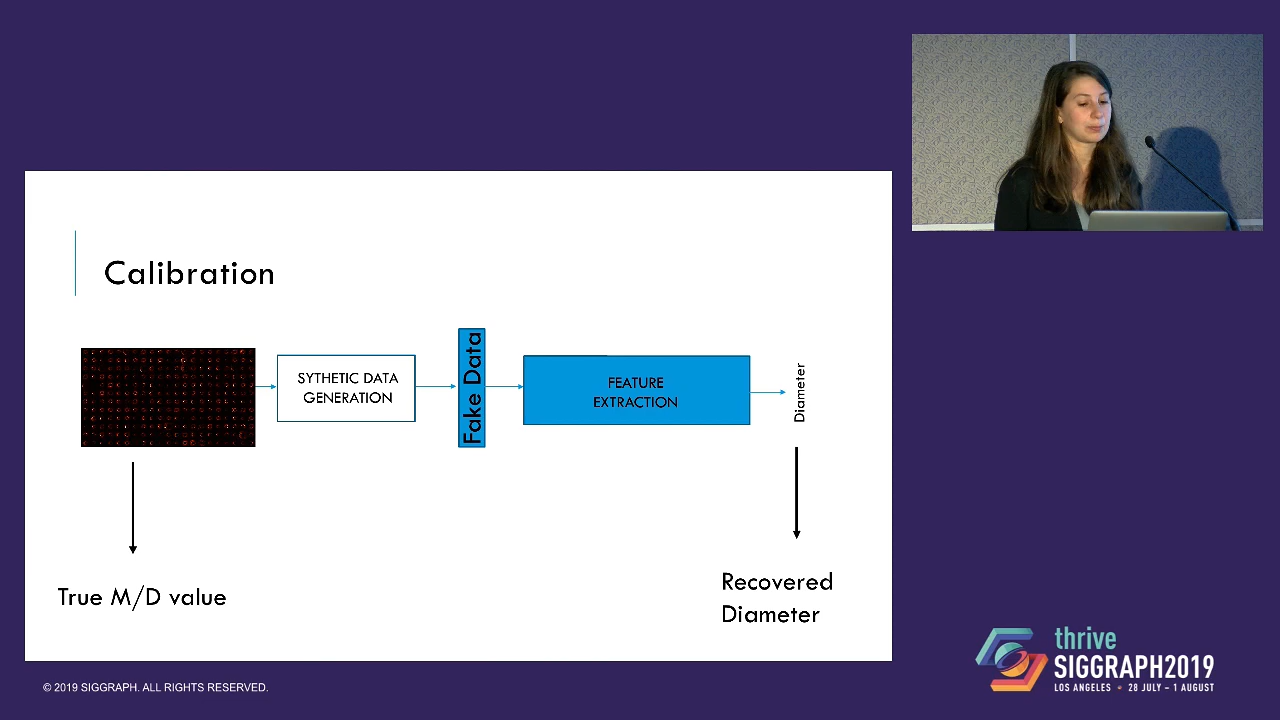 Calibration
SYTHETIC DATA
GENERATION
Fake Data
FEATURE
EXTRACTION
Diameter
True M/D value
Recovered
Diameter
thrive
SIGGRAPH2019
LOS ANGELES • 28 JULY – 1 AUGUST
© 2019 SIGGRAPH. ALL RIGHTS RESERVED.